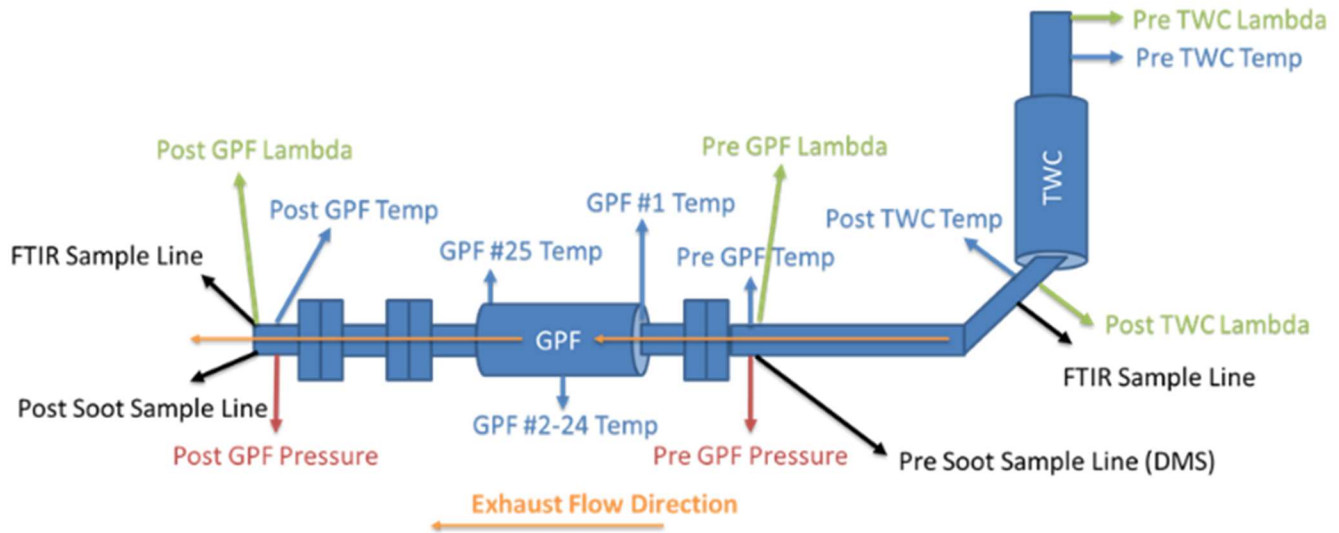 Pre TWC Lambda
Pre TWC Temp
Post GPF Lambda
Pre GPF Lambda
TWC
Post GPF Temp
GPF #1 Temp
Post TWC Temp
FTIR Sample Line
GPF #25 Temp
Pre GPF Temp
Post TWC Lambda
GPF
FTIR Sample Line
Post Soot Sample Line
GPF #2-24 Temp
Post GPF Pressure
Pre GPF Pressure
Pre Soot Sample Line (DMS)
Exhaust Flow Direction